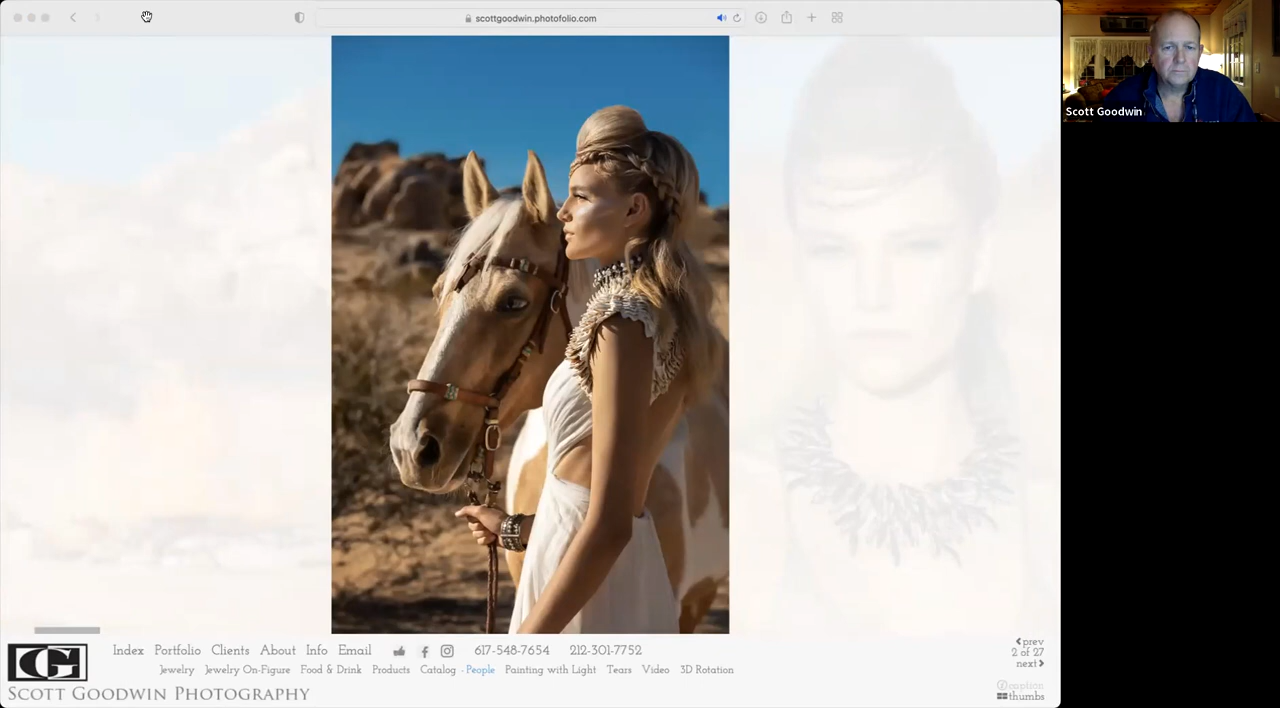 scottgoodwin.photofolio.com
Scott Goodwin
Index Portfolio Clients About Info Email 617-548-7654 212-301-7752
Jewelry Jewelry On-Figure Food & Drink Products Catalog People Painting with Light Tears Video 3D Rotation
SCOTT GOODWIN PHOTOGRAPHY
prev
2 of 27
next
caption
thumbs